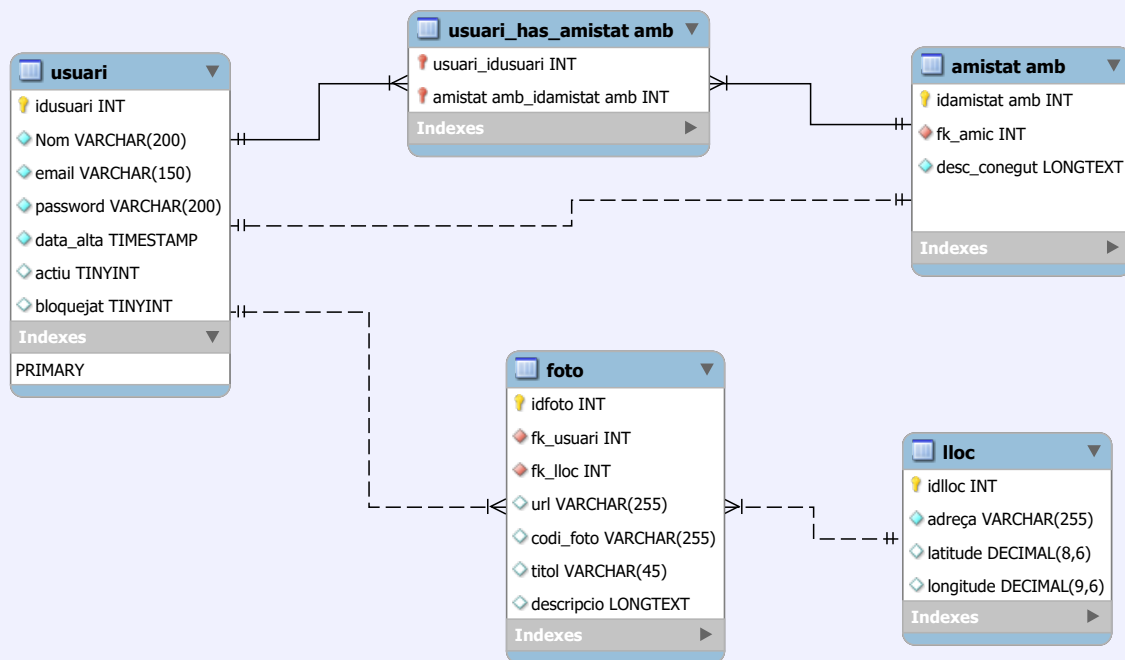 usuari
idusuari INT
Nom VARCHAR(200)
email VARCHAR(150)
password VARCHAR(200)
data_alta TIMESTAMP
actiu TINYINT
bloquejat TINYINT
Indexes
PRIMARY
usuari_has_amistat amb
usuari_idusuari INT
amistat amb_idamistat amb INT
Indexes
amistat amb
idamistat amb INT
fk_amic INT
desc_conegut LONGTEXT
Indexes
foto
idfoto INT
fk_usuari INT
fk_lloc INT
url VARCHAR(255)
codi_foto VARCHAR(255)
titol VARCHAR(45)
descripcio LONGTEXT
Indexes
lloc
idlloc INT
adreça VARCHAR(255)
latitude DECIMAL(8,6)
longitude DECIMAL(9,6)
Indexes